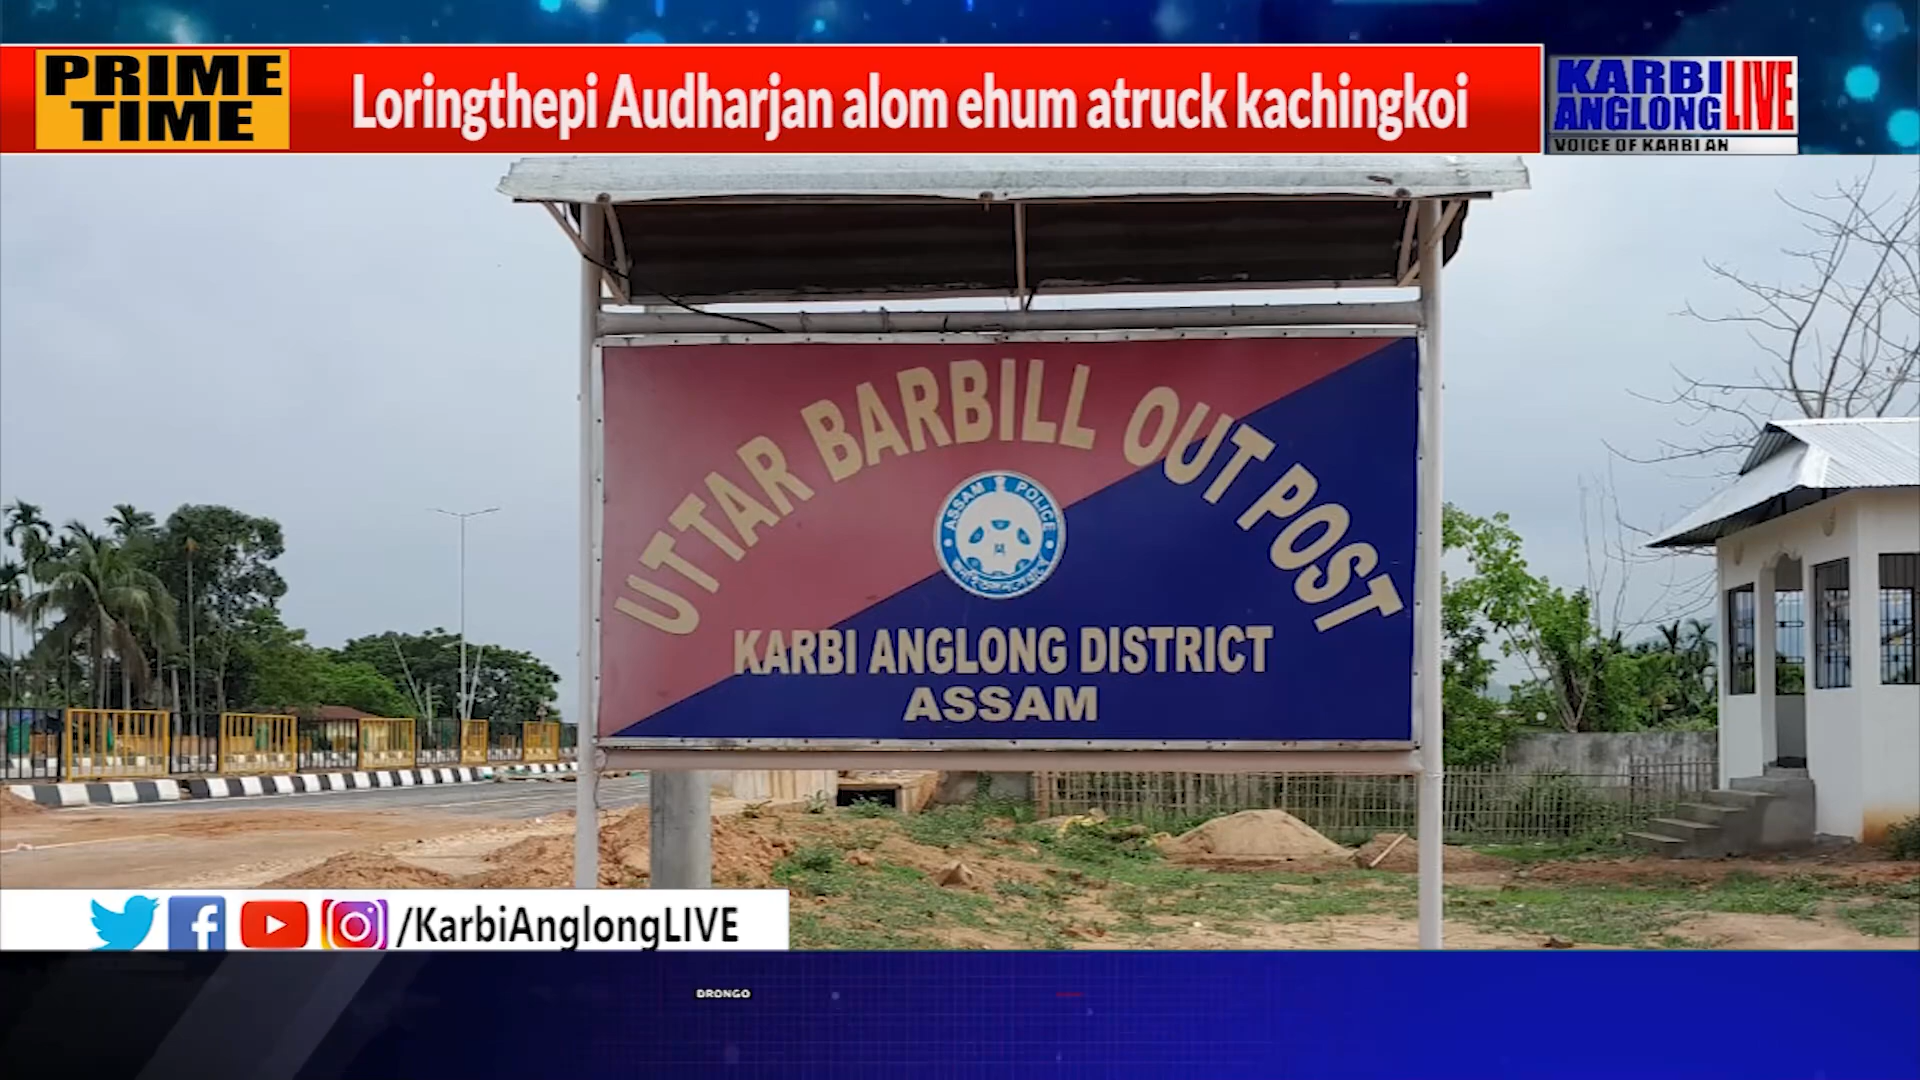 PRIME
TIME
Loringthepi Audharjan alom ehum atruck kachingkoi
KARBI
ANGLONG
LIVE
VOICE OF KARBI AN
UTTAR BARBILL OUT POST
ASSAM POLICE
KARBI ANGLONG DISTRICT
ASSAM
/KarbiAnglongLIVE
DRONGO